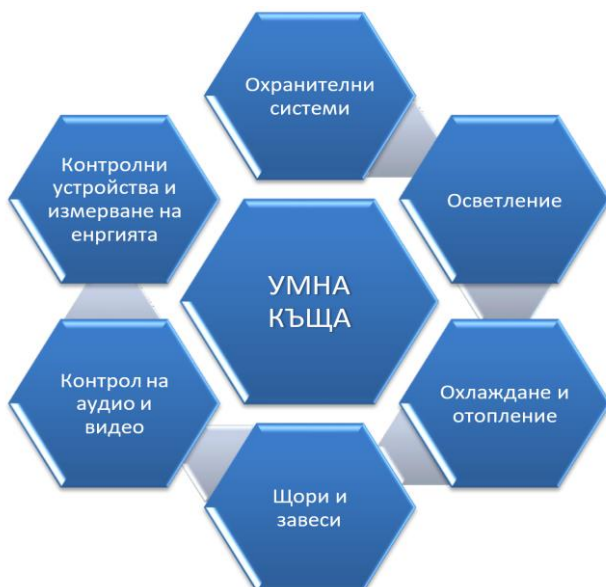 Охранителни
системи
Контролни
устройства и
измерване на
енргията
Осветление
УМНА
КЪЩА
Контрол на
аудио и
видео
Охлаждане и
отопление
Щори и
завеси